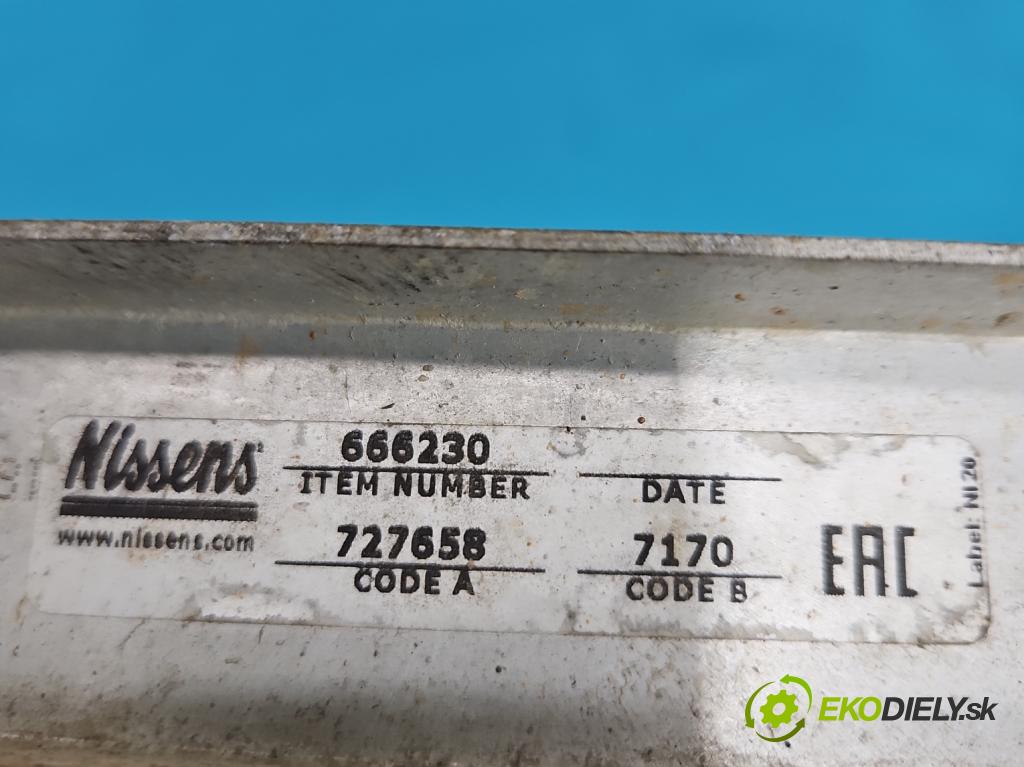 Nissens
www.nissens.com
666230
ITEM NUMBER
DATE
727658
CODE A
7170
CODE B
EAC
Label: NI 20
EKODIELY.sk